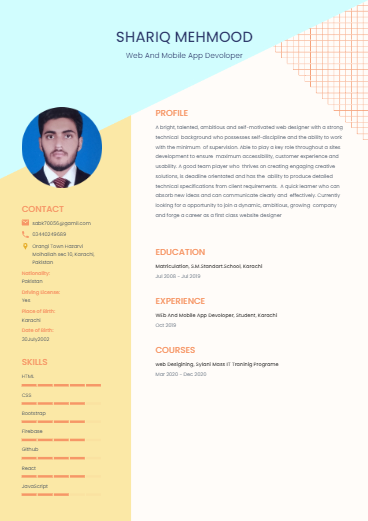 SHARIQ MEHMOOD
Web And Mobile App Devoloper
PROFILE
A bright, talented, ambitious and self-motivated web designer with a strong
technical background who possesses self-discipline and the ability to work
with the minimum of supervision. Able to play a key role throughout a sites
development to ensure maximum accessibility, customer experience and
usability. A good team player who thrives on creating engaging creative
solutions, is deadline orientated and has the ability to produce detailed
technical specifications from client requirements. A quick learner who can
absorb new ideas and can communicate clearly and effectively. Currently
looking for a opportunity to join a dynamic, ambitious, growing company
and forge a career as a first class website designer
EDUCATION
Matriculation, S.M.Standart.School, Karachi
Jul 2008 - Jul 2019
EXPERIENCE
WEb And Mobile App Devoloper, Student, Karachi
Oct 2019
COURSES
web Desigining, Sylani Mass IT Traninig Programe
Mar 2020 - Dec 2020
CONTACT
03440249669
Orangi Town Hazarvi
Mohallah sec 10, Karachi,
Pakistan
Nationality:
Pakistan
Driving license:
Yes
Place of Birth:
Karachi
Date of Birth:
30July2002
SKILLS
HTML
CSS
Bootstrap
Firebase
Github
React
JavaScript